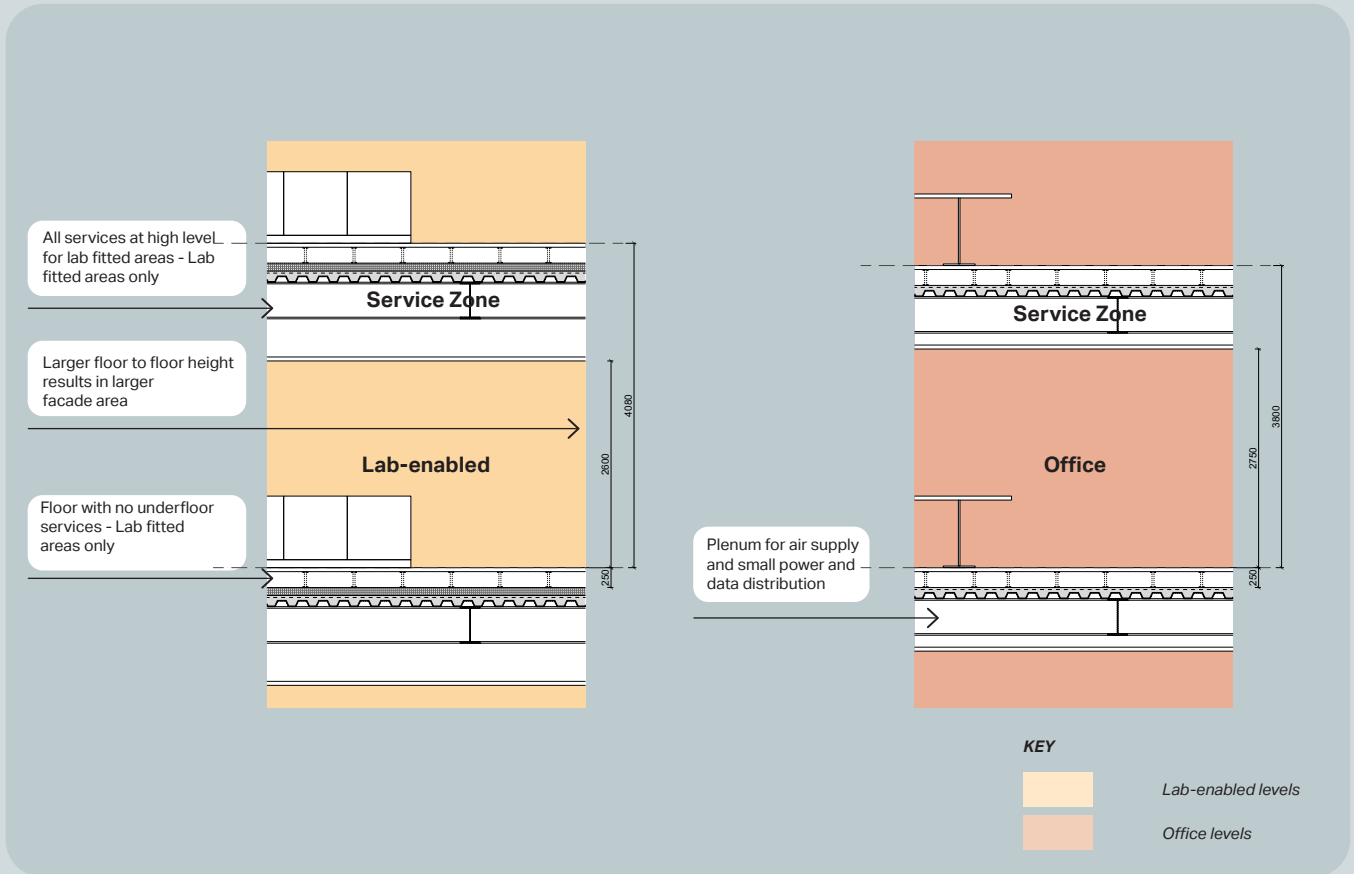 All services at high level
for lab fitted areas - Lab
fitted areas only
Service Zone
Larger floor to floor height
results in larger
facade area
4080
2600
Lab-enabled
Floor with no underfloor
services - Lab fitted
areas only
250
Service Zone
3800
2750
Office
Plenum for air supply
and small power and
data distribution
250
KEY
Lab-enabled levels
Office levels